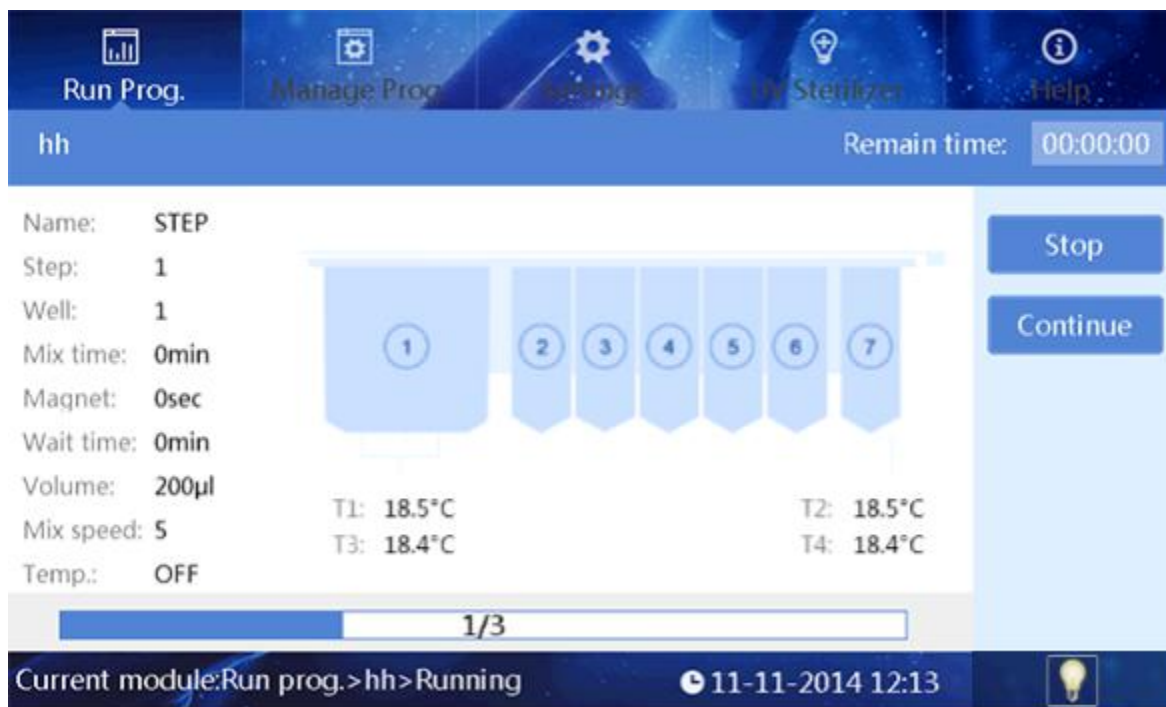 Run Prog.
Manage Prog.
Settings
UV Sterilizer
Help
hh
Remain time: 00:00:00
Name: STEP
Step: 1
Well: 1
Mix time: 0min
Magnet: 0sec
Wait time: 0min
Volume: 200μl
Mix speed: 5
Temp.: OFF
1 2 3 4 5 6 7
T1: 18.5°C
T2: 18.5°C
T3: 18.4°C
T4: 18.4°C
Stop
Continue
1/3
Current module:Run prog.>hh>Running
11-11-2014 12:13